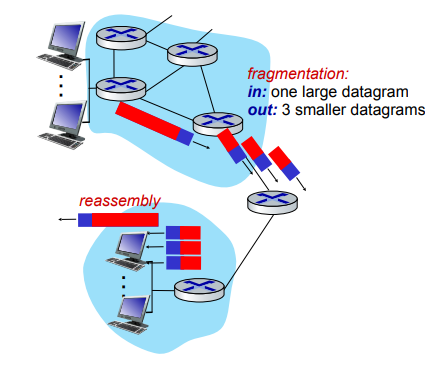 fragmentation:
in: one large datagram
out: 3 smaller datagrams
reassembly